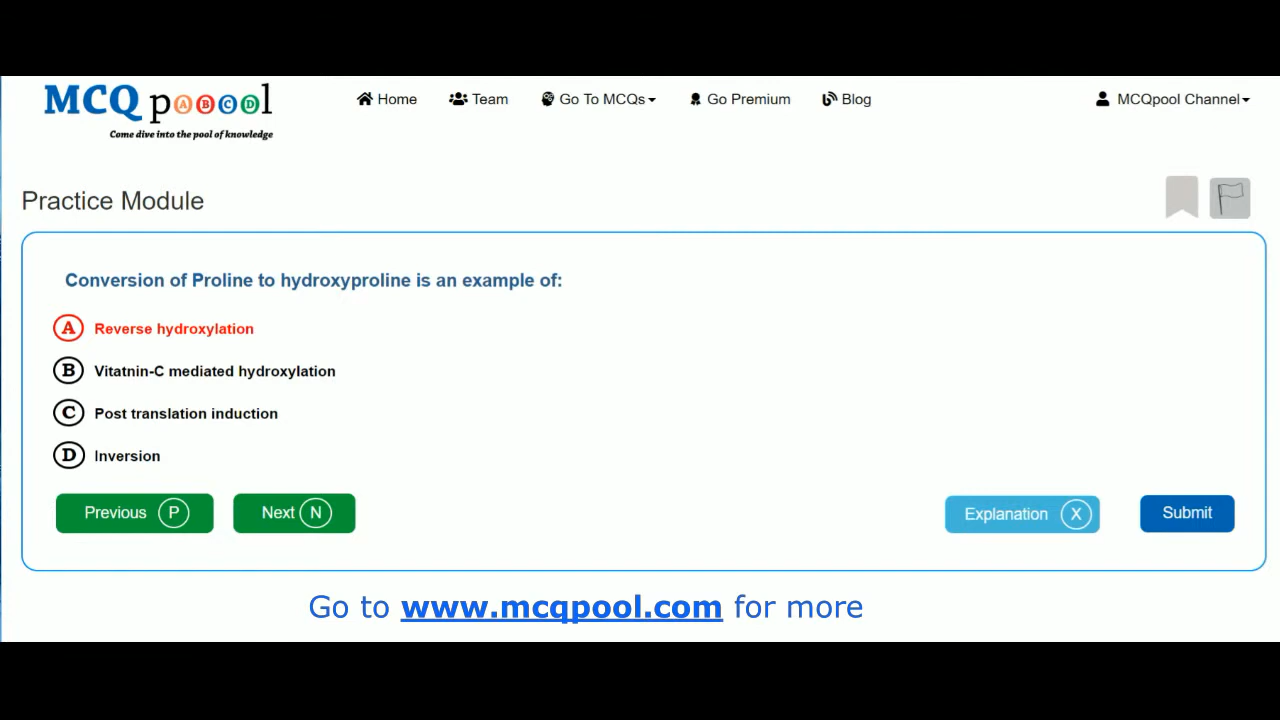 MCQ pABCDl
Come dive into the pool of knowledge
Home Team Go To MCQs Go Premium Blog MCQpool Channel
Practice Module
Conversion of Proline to hydroxyproline is an example of:
A Reverse hydroxylation
B Vitatnin-C mediated hydroxylation
C Post translation induction
D Inversion
Previous P Next N Explanation X Submit
Go to www.mcqpool.com for more